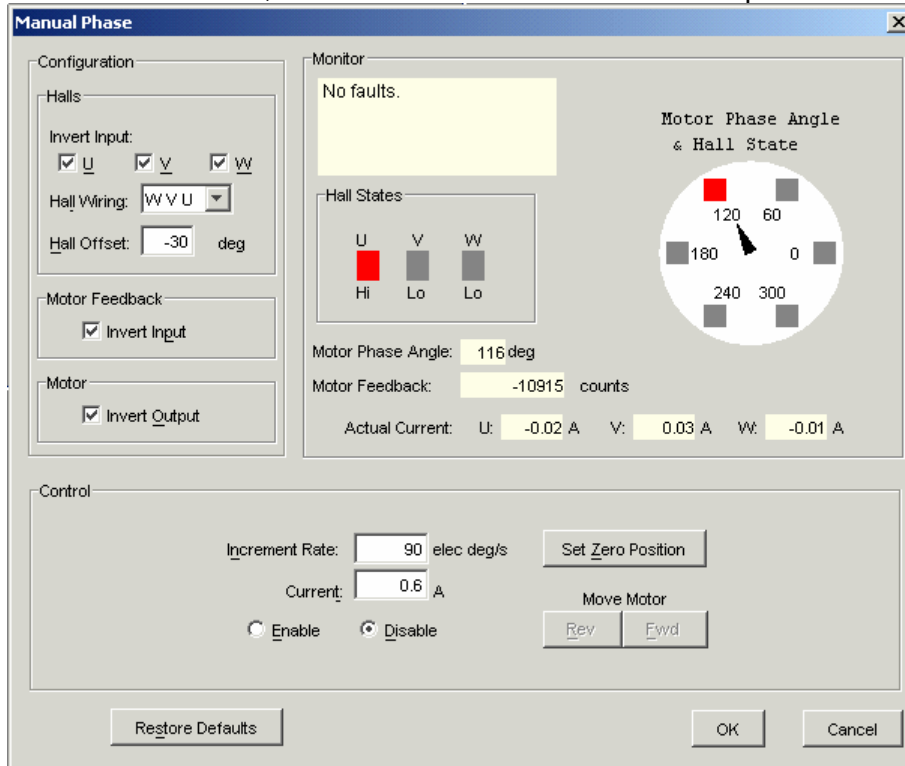 Manual Phase
Configuration
Halls
Invert Input:
U V W
Hall Wiring: W V U
Hall Offset: -30 deg
Motor Feedback
Invert Input
Motor
Invert Output
Monitor
No faults.
Motor Phase Angle
& Hall State
120 60
180 0
240 300
Hall States
U V W
Hi Lo Lo
Motor Phase Angle: 116 deg
Motor Feedback: -10915 counts
Actual Current: U: -0.02 A V: 0.03 A W: -0.01 A
Control
Increment Rate: 90 elec deg/s
Current: 0.6 A
Enable Disable
Set Zero Position
Move Motor
Rev Fwd
Restore Defaults
OK Cancel